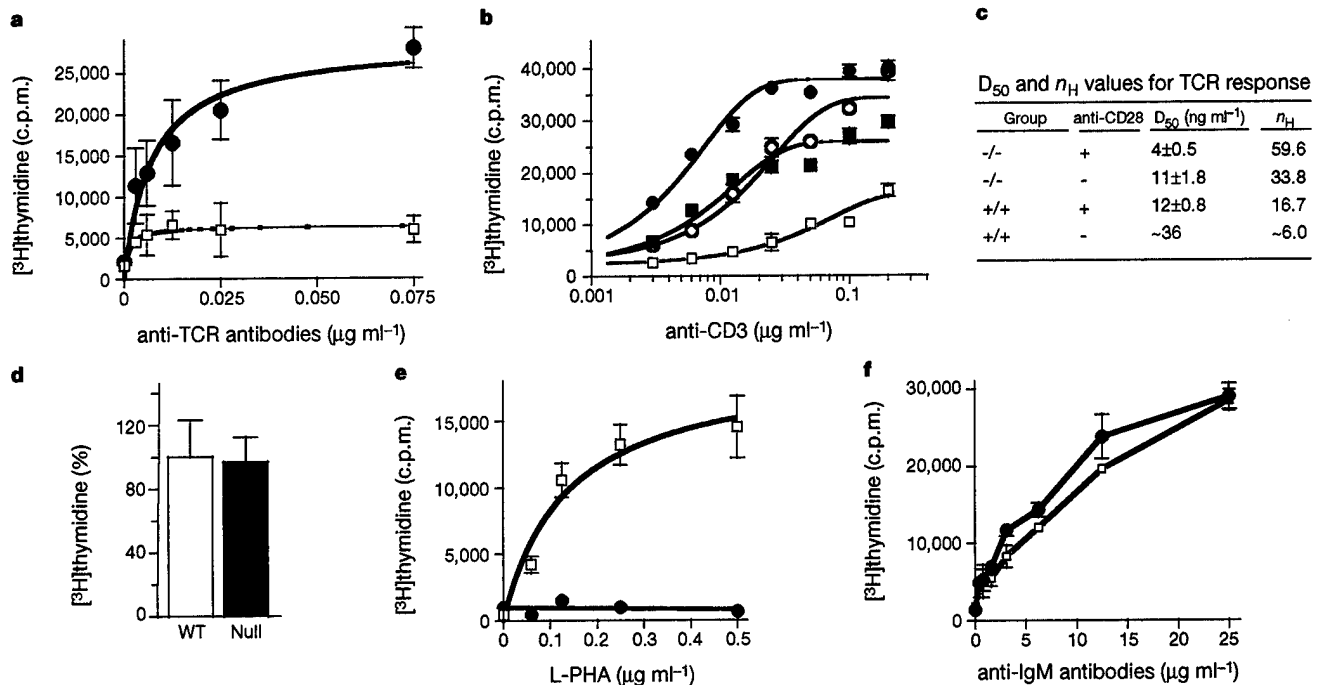 a
[³H]thymidine (c.p.m.)
25,000
20,000
15,000
10,000
5,000
0
0 0.025 0.050 0.075
anti-TCR antibodies (μg ml⁻¹)
b
[³H]thymidine (c.p.m.)
40,000
30,000
20,000
10,000
0
0.001 0.01 0.1
anti-CD3 (μg ml⁻¹)
c
D₅₀ and n_H values for TCR response
Group anti-CD28 D₅₀ (ng ml⁻¹) n_H
-/- + 4±0.5 59.6
-/- - 11±1.8 33.8
+/+ + 12±0.8 16.7
+/+ - ~36 ~6.0
d
[³H]thymidine (%)
120
80
40
0
WT Null
e
[³H]thymidine (c.p.m.)
15,000
10,000
5,000
0
0 0.1 0.2 0.3 0.4 0.5
L-PHA (μg ml⁻¹)
f
[³H]thymidine (c.p.m.)
30,000
20,000
10,000
0
0 5 10 15 20 25
anti-IgM antibodies (μg ml⁻¹)